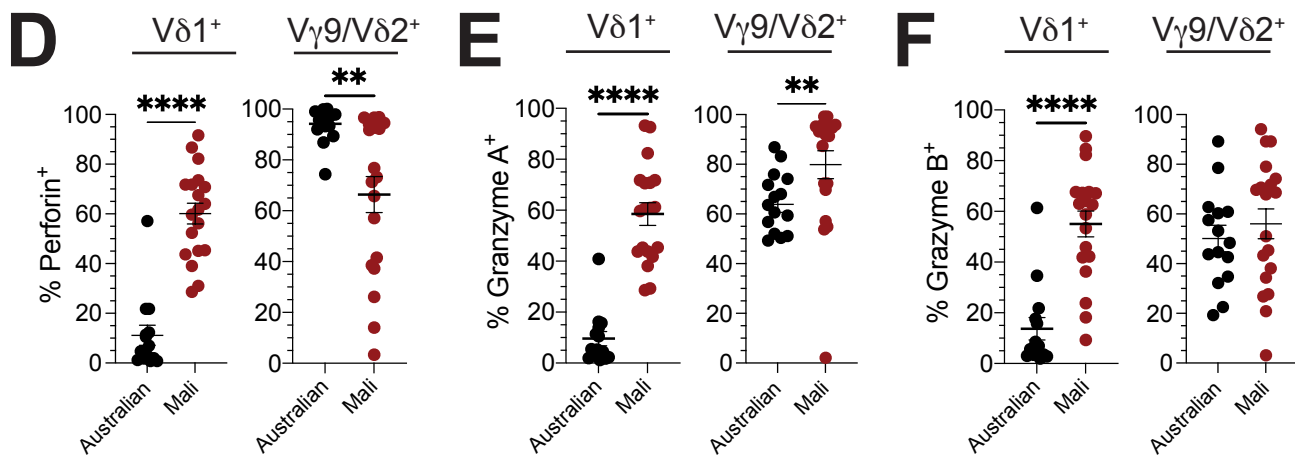 D
Vδ1⁺
Vγ9/Vδ2⁺
****
**
% Perforin⁺
100
80
60
40
20
0
Australian
Mali
100
80
60
40
20
0
Australian
Mali
E
Vδ1⁺
Vγ9/Vδ2⁺
****
**
% Granzyme A⁺
100
80
60
40
20
0
Australian
Mali
100
80
60
40
20
0
Australian
Mali
F
Vδ1⁺
Vγ9/Vδ2⁺
****
% Grazyme B⁺
100
80
60
40
20
0
Australian
Mali
100
80
60
40
20
0
Australian
Mali